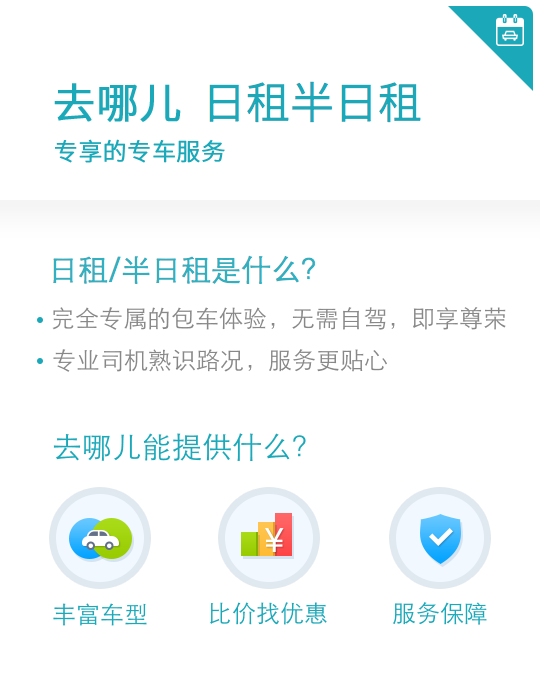 去哪儿 日租半日租
专享的专车服务
日租/半日租是什么?
• 完全专属的包车体验，无需自驾，即享尊荣
• 专业司机熟识路况，服务更贴心
去哪儿能提供什么?
¥
丰富车型 比价找优惠 服务保障